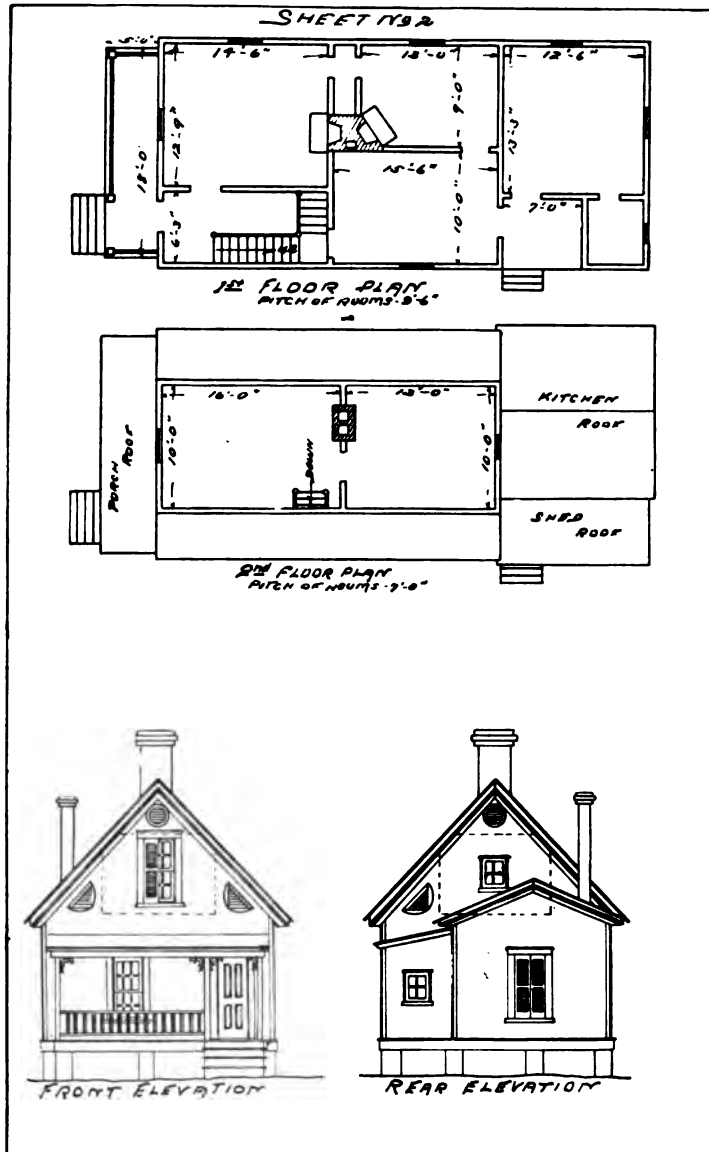 SHEET No 2
5'-0"
14'-6"
13'-0"
12'-6"
9'-0"
12'-9"
13'-3"
18'-0"
15'-6"
10'-0"
7'-0"
6'-3"
UP
1ST FLOOR PLAN
PITCH OF ROOMS-9'-6"
16'-0"
13'-0"
KITCHEN
ROOF
10'-0"
10'-0"
PORCH ROOF
DOWN
SHED
ROOF
2ND FLOOR PLAN
PITCH OF ROOMS-7'-0"
FRONT ELEVATION
REAR ELEVATION